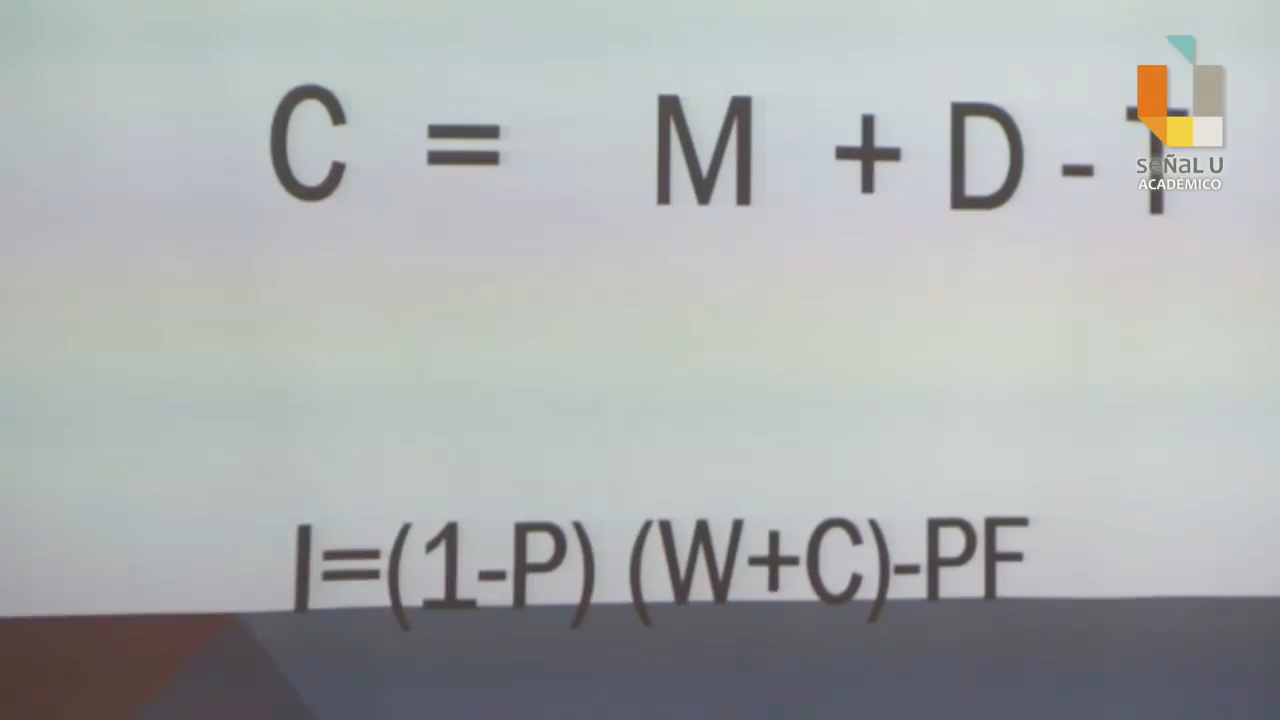 C = M + D - T
seÑaL U
ACADÉMICO
I=(1-P) (W+C)-PF